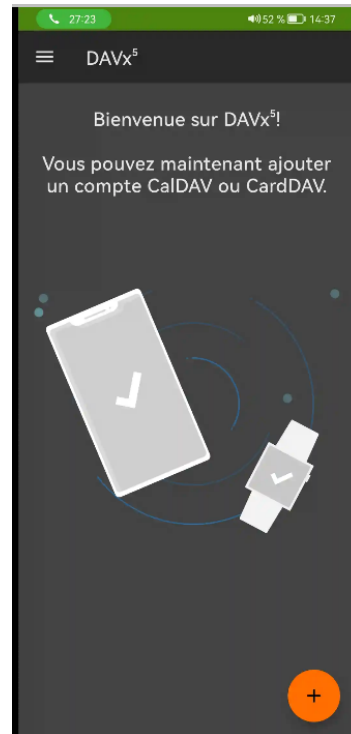 27:23 52 % 14:37
DAVx⁵
Bienvenue sur DAVx⁵!
Vous pouvez maintenant ajouter
un compte CalDAV ou CardDAV.
+